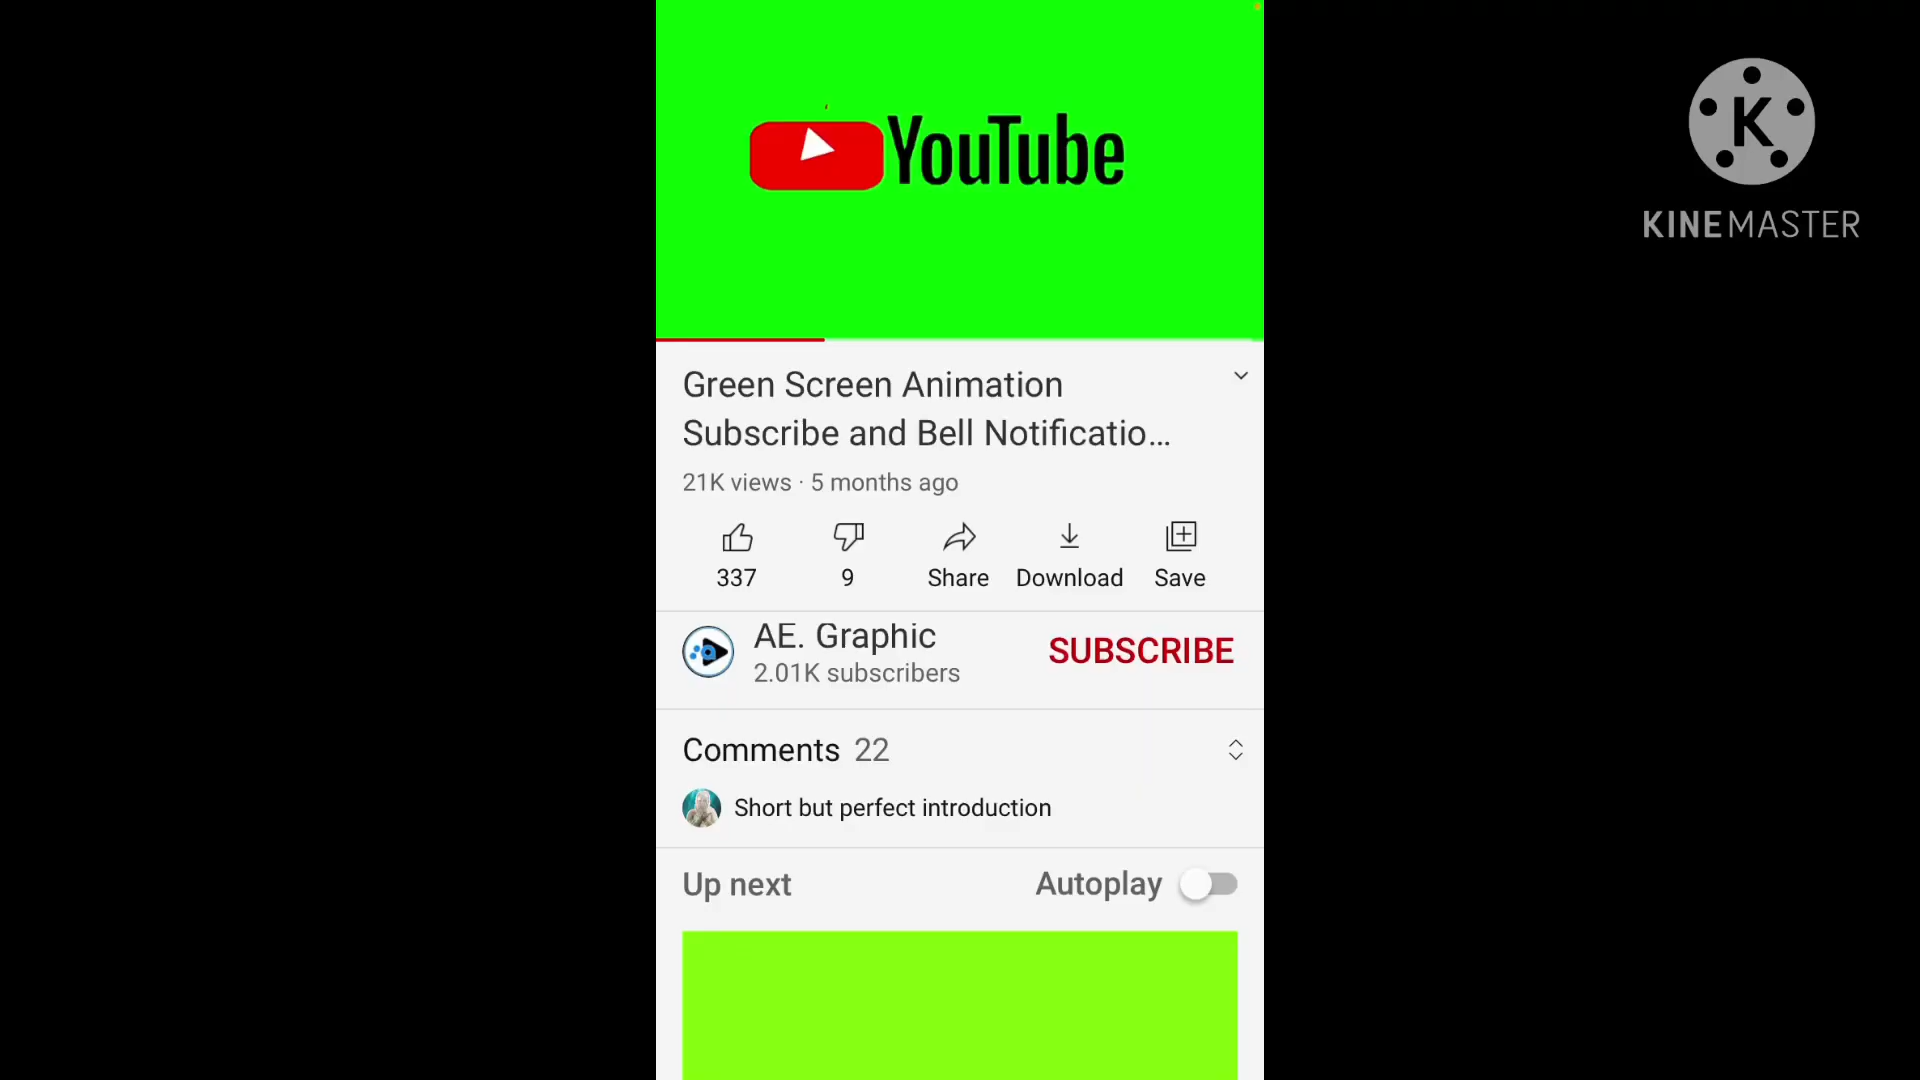 YouTube
K
KINEMASTER
Green Screen Animation
Subscribe and Bell Notificatio...
21K views · 5 months ago
337
9
Share
Download
Save
AE. Graphic
2.01K subscribers
SUBSCRIBE
Comments 22
Short but perfect introduction
Up next
Autoplay